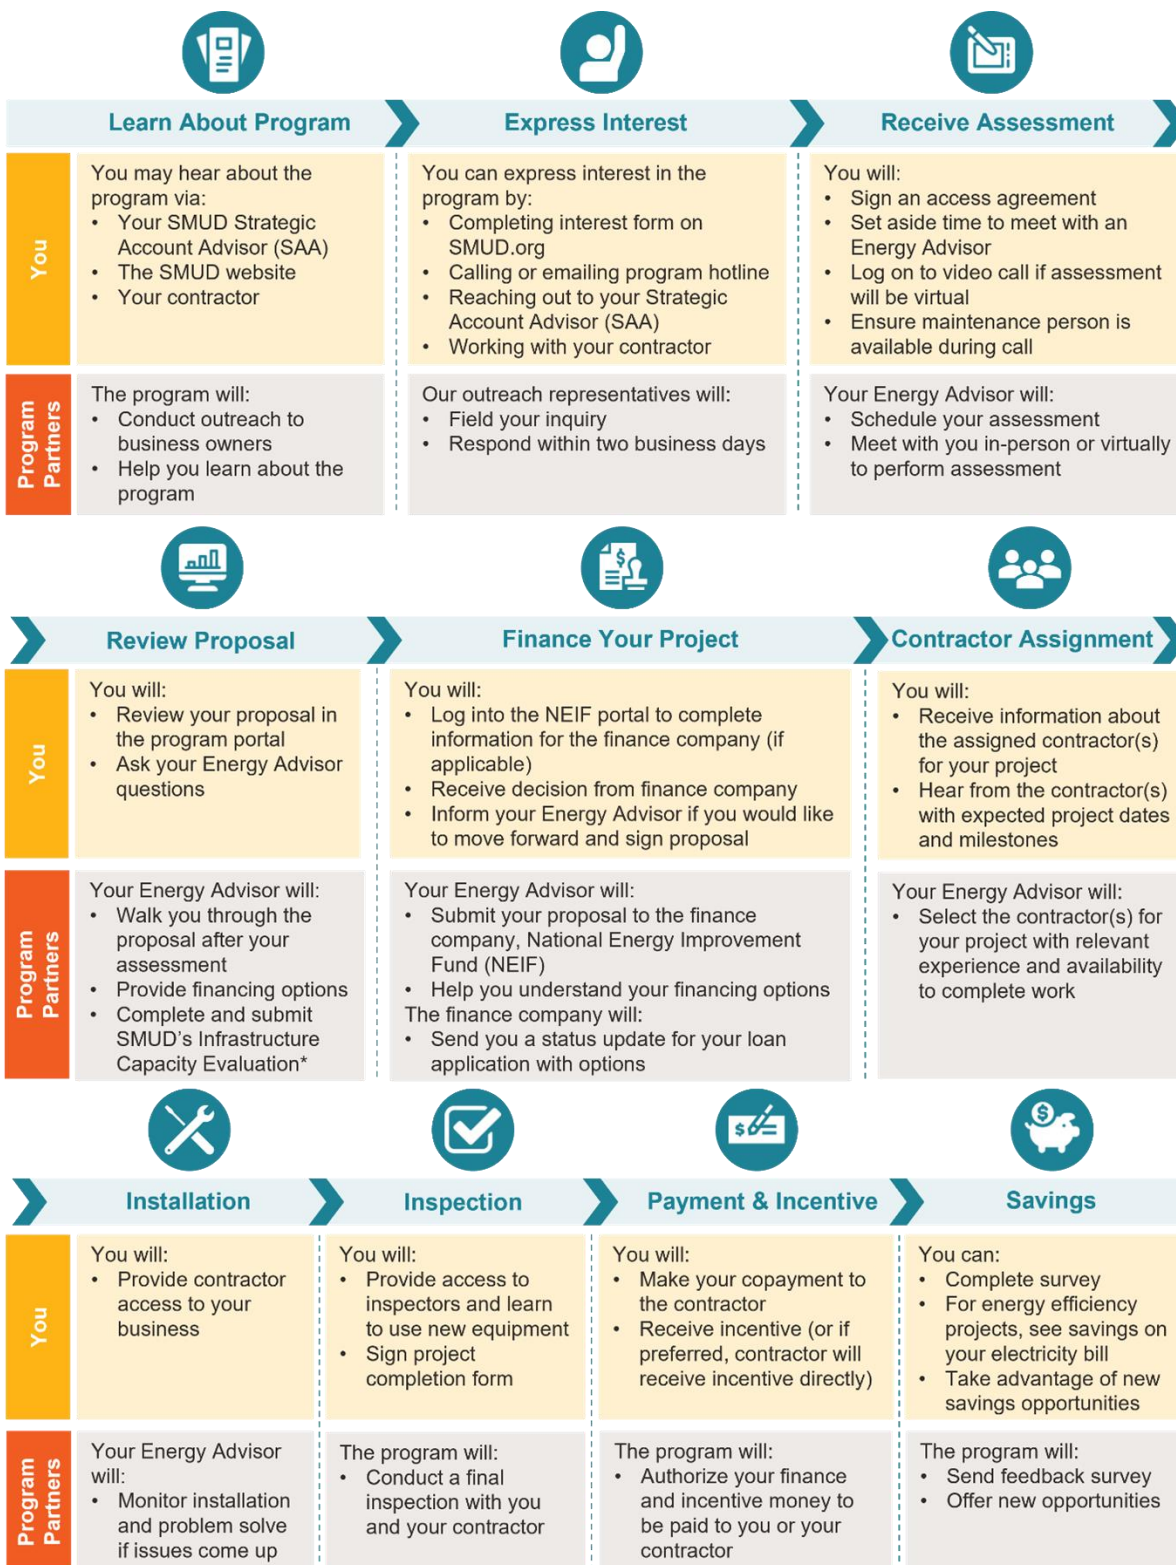 Learn About Program
Express Interest
Receive Assessment
You
You may hear about the
program via:
• Your SMUD Strategic
Account Advisor (SAA)
• The SMUD website
• Your contractor
You can express interest in the
program by:
• Completing interest form on
SMUD.org
• Calling or emailing program hotline
• Reaching out to your Strategic
Account Advisor (SAA)
• Working with your contractor
You will:
• Sign an access agreement
• Set aside time to meet with an
Energy Advisor
• Log on to video call if assessment
will be virtual
• Ensure maintenance person is
available during call
Program
Partners
The program will:
• Conduct outreach to
business owners
• Help you learn about the
program
Our outreach representatives will:
• Field your inquiry
• Respond within two business days
Your Energy Advisor will:
• Schedule your assessment
• Meet with you in-person or virtually
to perform assessment
$
Review Proposal
Finance Your Project
Contractor Assignment
You
You will:
• Review your proposal in
the program portal
• Ask your Energy Advisor
questions
You will:
• Log into the NEIF portal to complete
information for the finance company (if
applicable)
• Receive decision from finance company
• Inform your Energy Advisor if you would like
to move forward and sign proposal
You will:
• Receive information about
the assigned contractor(s)
for your project
• Hear from the contractor(s)
with expected project dates
and milestones
Program
Partners
Your Energy Advisor will:
• Walk you through the
proposal after your
assessment
• Provide financing options
• Complete and submit
SMUD's Infrastructure
Capacity Evaluation*
Your Energy Advisor will:
• Submit your proposal to the finance
company, National Energy Improvement
Fund (NEIF)
• Help you understand your financing options
The finance company will:
• Send you a status update for your loan
application with options
Your Energy Advisor will:
• Select the contractor(s) for
your project with relevant
experience and availability
to complete work
$
$
Installation
Inspection
Payment & Incentive
Savings
You
You will:
• Provide contractor
access to your
business
You will:
• Provide access to
inspectors and learn
to use new equipment
• Sign project
completion form
You will:
• Make your copayment to
the contractor
• Receive incentive (or if
preferred, contractor will
receive incentive directly)
You can:
• Complete survey
• For energy efficiency
projects, see savings on
your electricity bill
• Take advantage of new
savings opportunities
Program
Partners
Your Energy Advisor
will:
• Monitor installation
and problem solve
if issues come up
The program will:
• Conduct a final
inspection with you
and your contractor
The program will:
• Authorize your finance
and incentive money to
be paid to you or your
contractor
The program will:
• Send feedback survey
• Offer new opportunities